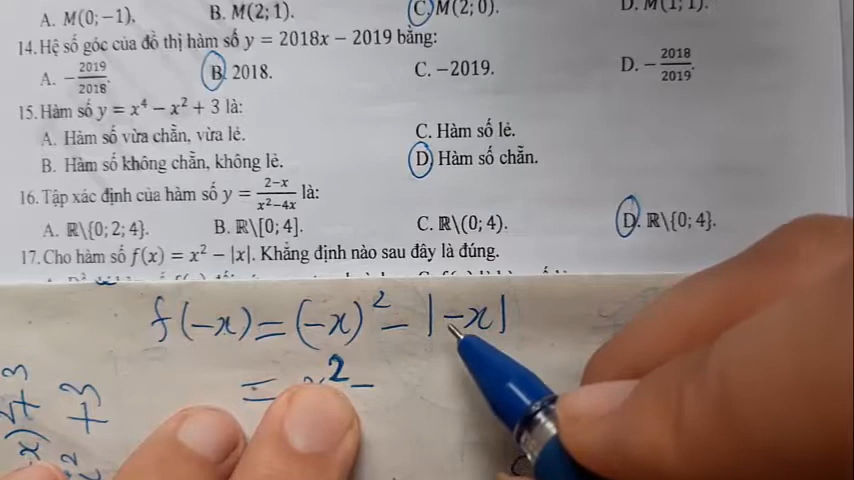 A. M(0;−1). B. M(2;1). C. M(2;0). D. M(1;1).
14. Hệ số góc của đồ thị hàm số y = 2018x − 2019 bằng:
A. −2019/2018. B. 2018. C. −2019. D. −2018/2019.
15. Hàm số y = x⁴ − x² + 3 là:
A. Hàm số vừa chẵn, vừa lẻ. C. Hàm số lẻ.
B. Hàm số không chẵn, không lẻ. D. Hàm số chẵn.
16. Tập xác định của hàm số y = (2−x)/(x²−4x) là:
A. ℝ\{0;2;4}. B. ℝ\[0;4]. C. ℝ\(0;4). D. ℝ\{0;4}.
17. Cho hàm số f(x) = x² − |x|. Khẳng định nào sau đây là đúng.
f(−x) = (−x)² − |−x|
= x² −
x) + 3
² + 3